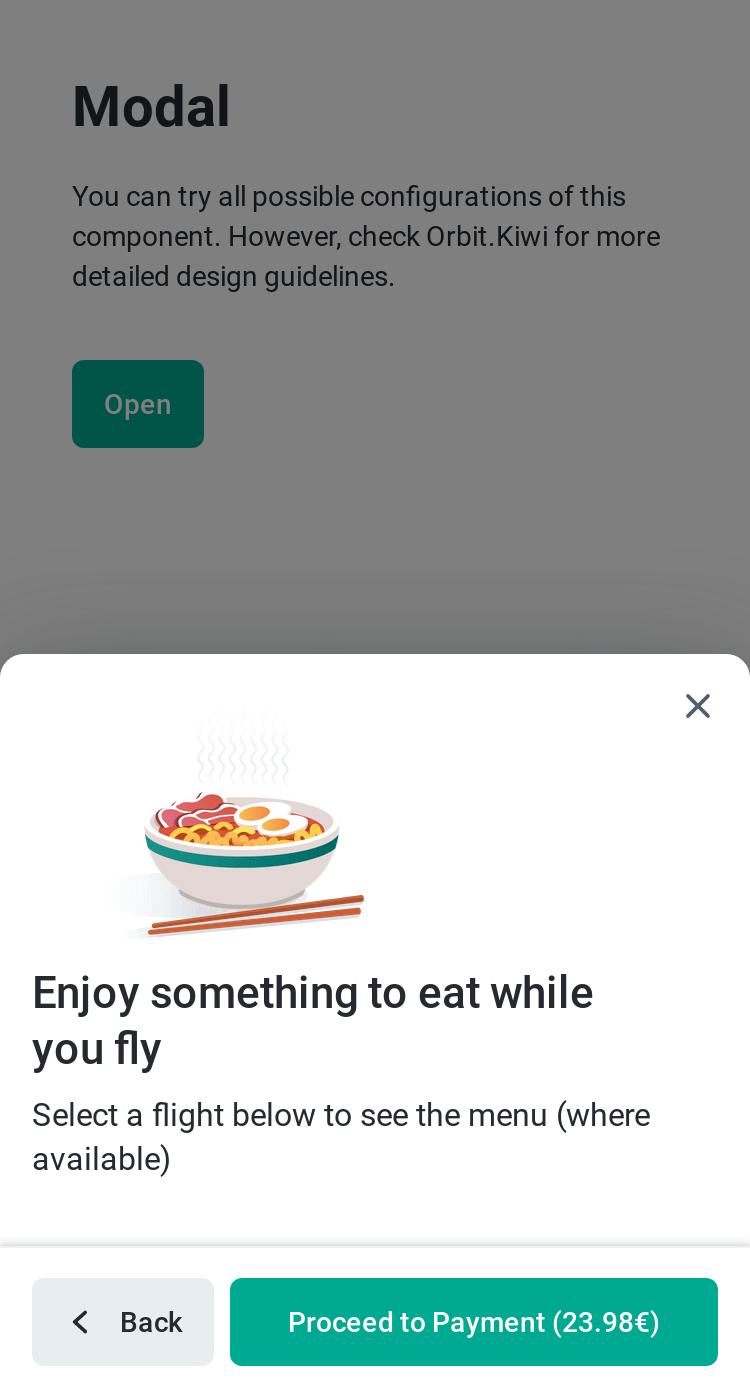 Modal
You can try all possible configurations of this
component. However, check Orbit.Kiwi for more
detailed design guidelines.
Open
Enjoy something to eat while
you fly
Select a flight below to see the menu (where
available)
Back
Proceed to Payment (23.98€)